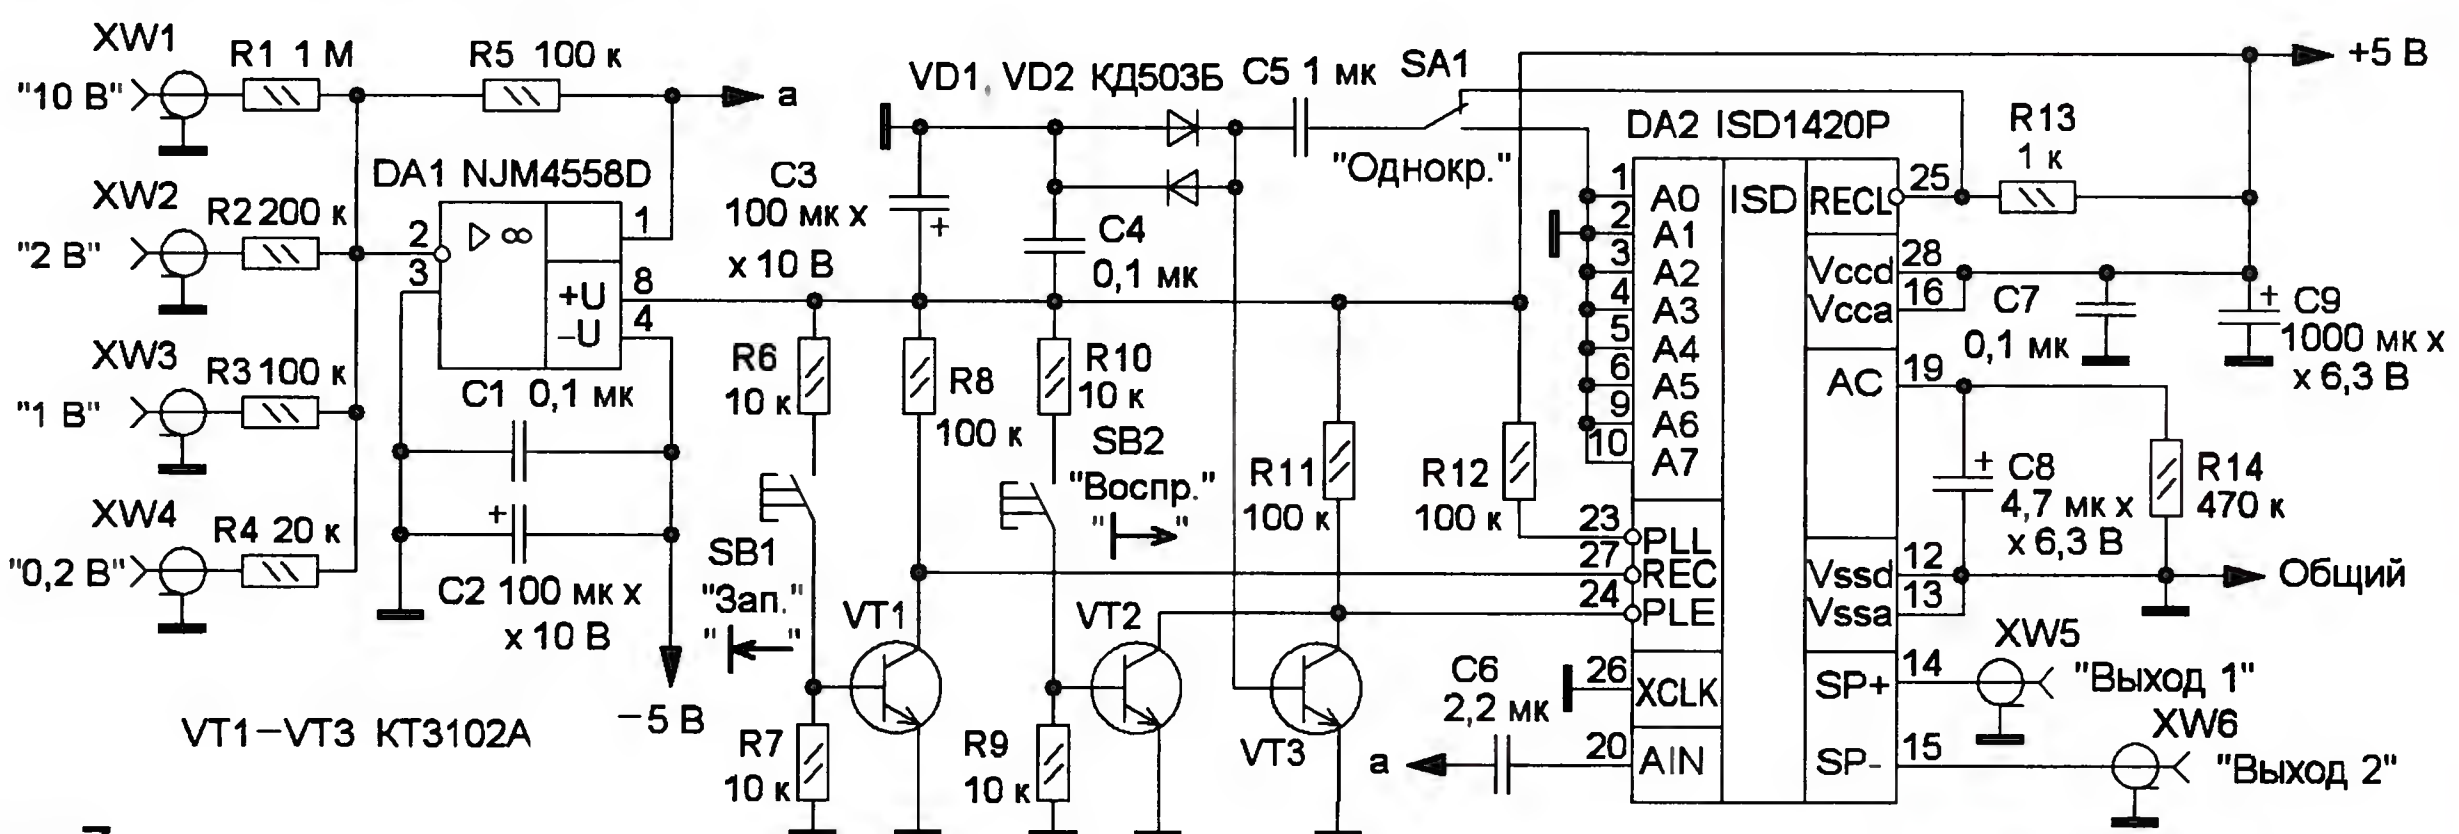 XW1
"10 В"
R1 1 М
R5 100 к
а
XW2
"2 В"
R2 200 к
DA1 NJM4558D
▷ ∞
2
3
1
8
4
+U
−U
XW3
"1 В"
R3 100 к
C1 0,1 мк
XW4
"0,2 В"
R4 20 к
+
C2 100 мк х
х 10 В
−5 В
VT1−VT3 КТ3102А
VD1, VD2 КД503Б
C5 1 мк
SA1
"Однокр."
C3
100 мк х
х 10 В
+
C4
0,1 мк
R6
10 к
R8
100 к
R10
10 к
SB2
"Воспр."
" "
SB1
"Зап."
" "
R11
100 к
R12
100 к
VT1
VT2
VT3
R7
10 к
R9
10 к
C6
2,2 мк
а
DA2 ISD1420P
ISD
1
A0
2
A1
3
A2
4
A3
5
A4
6
A5
9
A6
10
A7
23
PLL
27
REC
24
PLE
26
XCLK
20
AIN
RECL
25
Vccd
28
Vcca
16
AC
19
Vssd
12
Vssa
13
SP+
14
SP-
15
+5 В
R13
1 к
C7
0,1 мк
+
C9
1000 мк х
х 6,3 В
+
C8
4,7 мк х
х 6,3 В
R14
470 к
Общий
XW5
"Выход 1"
XW6
"Выход 2"